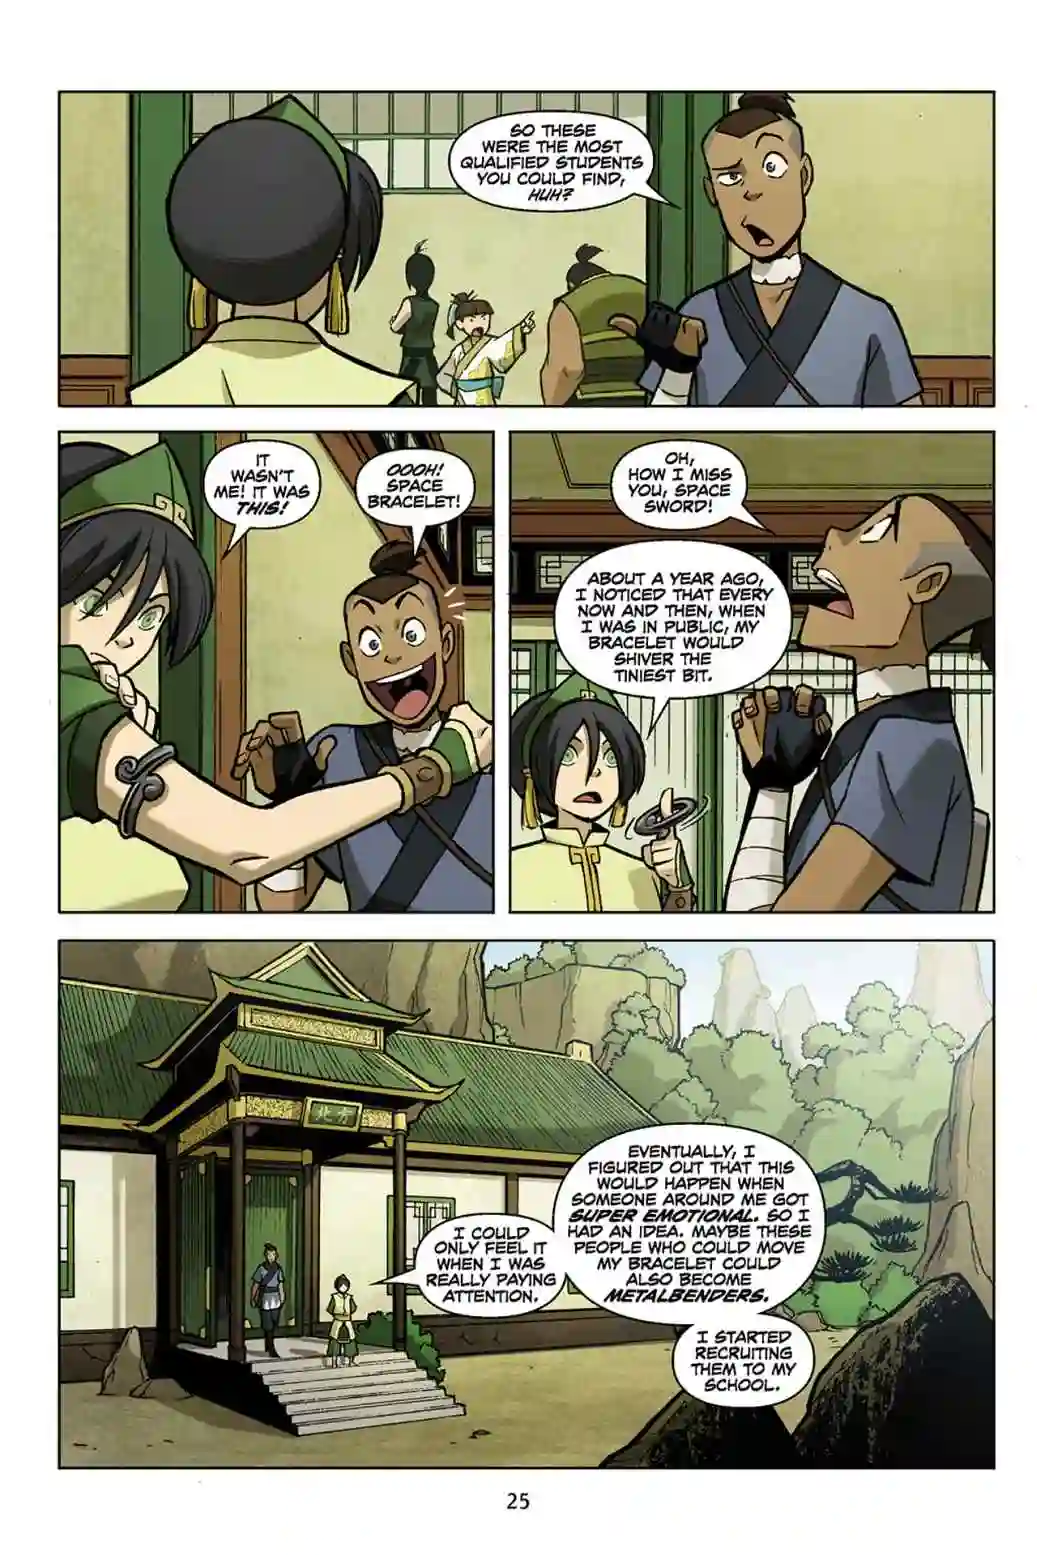 SO THESE
WERE THE MOST
QUALIFIED STUDENTS
YOU COULD FIND,
HUH?
IT
WASN'T
ME! IT WAS
THIS!
OOOH!
SPACE
BRACELET!
OH,
HOW I MISS
YOU, SPACE
SWORD!
ABOUT A YEAR AGO,
I NOTICED THAT EVERY
NOW AND THEN, WHEN
I WAS IN PUBLIC, MY
BRACELET WOULD
SHIVER THE
TINIEST BIT.
I COULD
ONLY FEEL IT
WHEN I WAS
REALLY PAYING
ATTENTION.
EVENTUALLY, I
FIGURED OUT THAT THIS
WOULD HAPPEN WHEN
SOMEONE AROUND ME GOT
SUPER EMOTIONAL. SO I
HAD AN IDEA. MAYBE THESE
PEOPLE WHO COULD MOVE
MY BRACELET COULD
ALSO BECOME
METALBENDERS.
I STARTED
RECRUITING
THEM TO MY
SCHOOL.
25